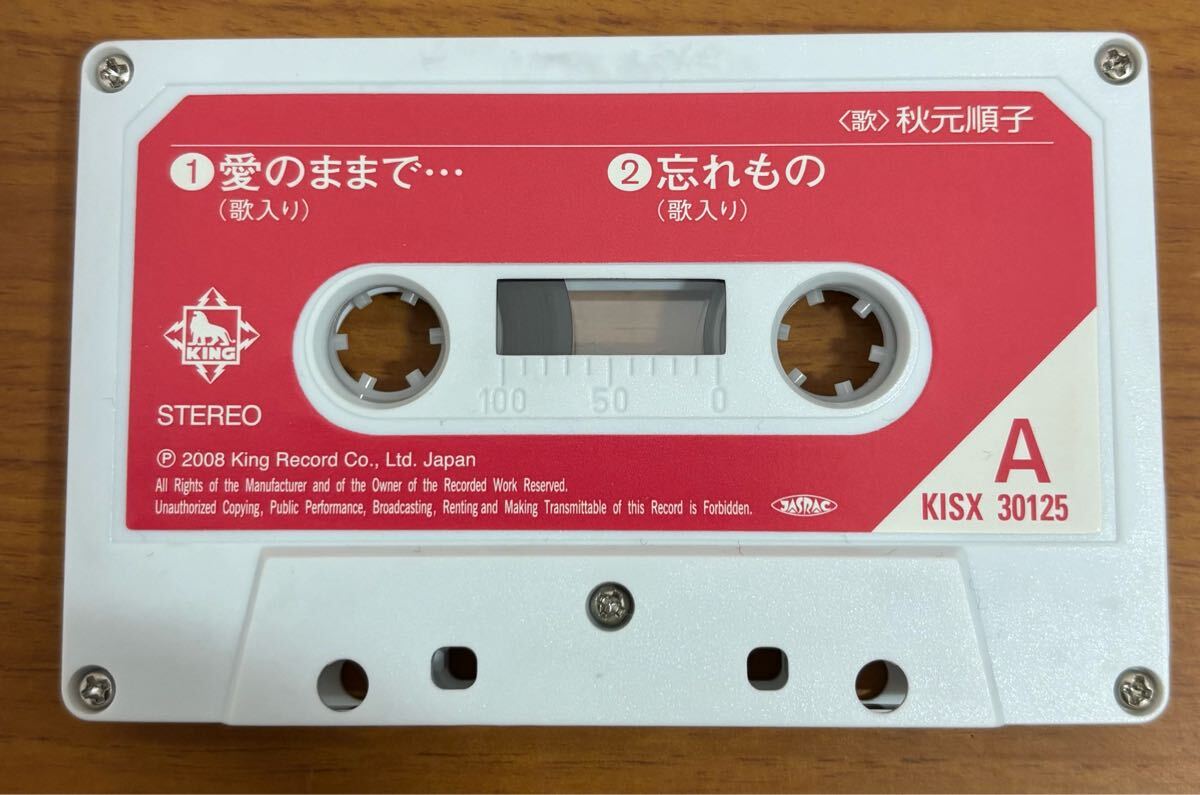 〈歌〉秋元順子
①愛のままで… ②忘れもの
(歌入り) (歌入り)
KING
STEREO
100 50 0
Ⓟ 2008 King Record Co., Ltd. Japan
All Rights of the Manufacturer and of the Owner of the Recorded Work Reserved.
Unauthorized Copying, Public Performance, Broadcasting, Renting and Making Transmittable of this Record is Forbidden.
JASRAC
A
KISX 30125